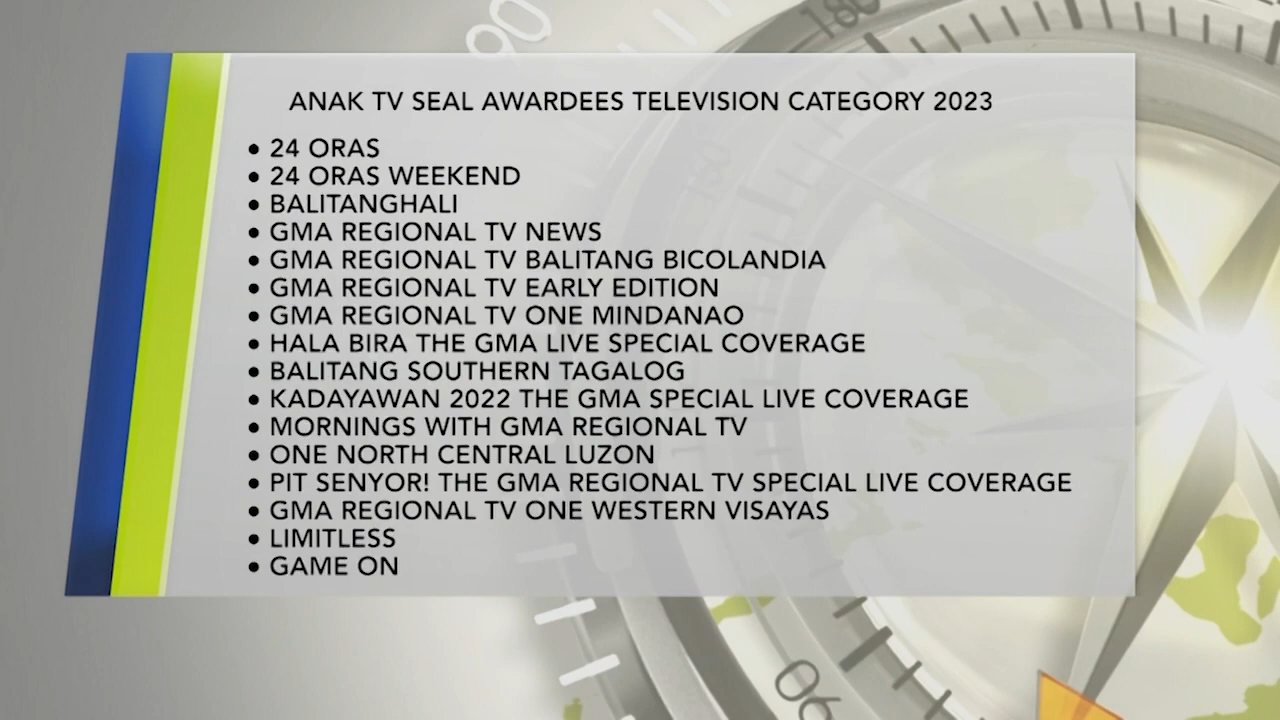 ANAK TV SEAL AWARDEES TELEVISION CATEGORY 2023
• 24 ORAS
• 24 ORAS WEEKEND
• BALITANGHALI
• GMA REGIONAL TV NEWS
• GMA REGIONAL TV BALITANG BICOLANDIA
• GMA REGIONAL TV EARLY EDITION
• GMA REGIONAL TV ONE MINDANAO
• HALA BIRA THE GMA LIVE SPECIAL COVERAGE
• BALITANG SOUTHERN TAGALOG
• KADAYAWAN 2022 THE GMA SPECIAL LIVE COVERAGE
• MORNINGS WITH GMA REGIONAL TV
• ONE NORTH CENTRAL LUZON
• PIT SENYOR! THE GMA REGIONAL TV SPECIAL LIVE COVERAGE
• GMA REGIONAL TV ONE WESTERN VISAYAS
• LIMITLESS
• GAME ON
90
180